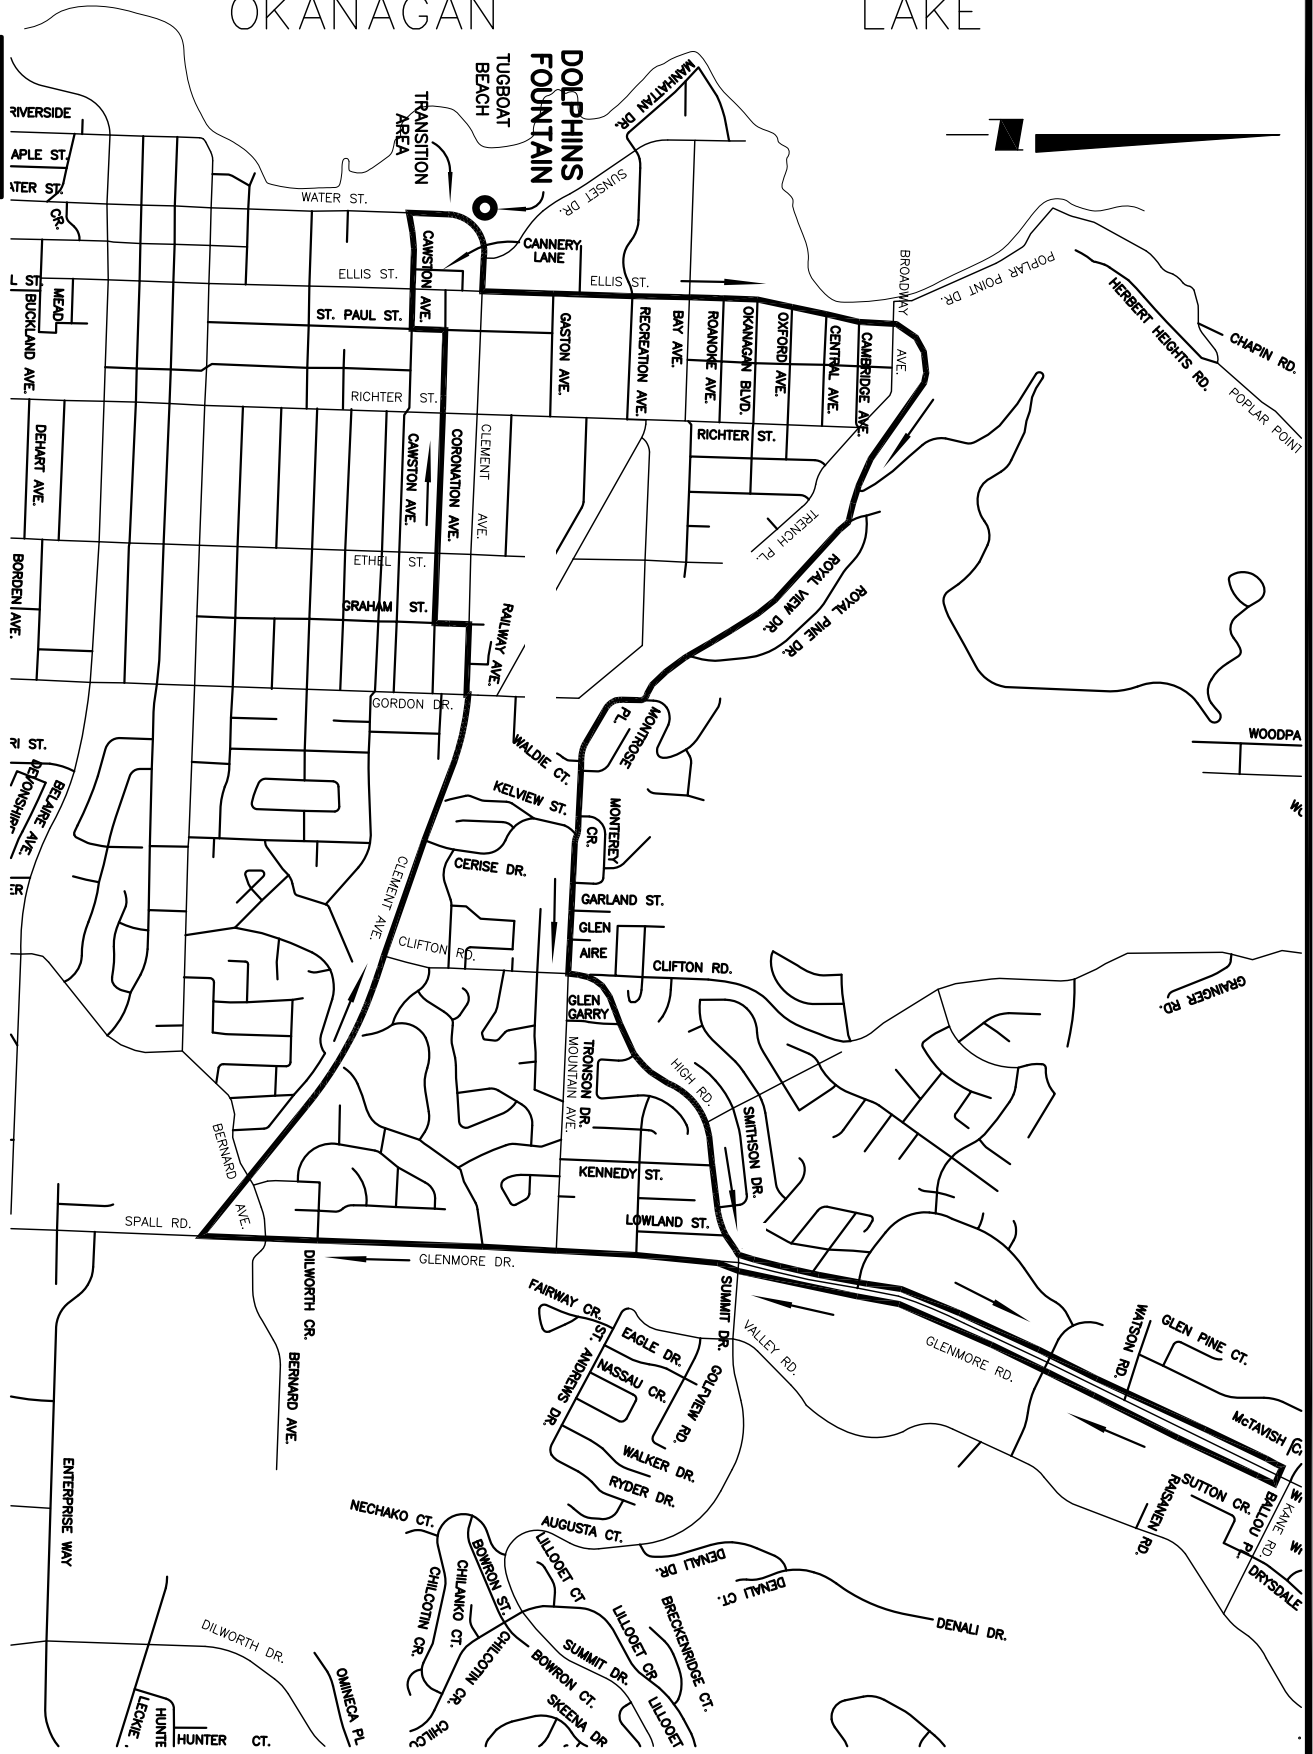 OKANAGAN
LAKE
DOLPHINS
FOUNTAIN
TUGBOAT
BEACH
TRANSITION
AREA
MANHATTAN DR.
SUNSET DR.
RIVERSIDE
APLE ST.
ATER ST.
CR.
WATER ST.
N
CANNERY
LANE
CAWSTON AVE.
ELLIS ST.
ELLIS ST.
BROADWAY
AVE.
POPLAR POINT DR.
HERBERT HEIGHTS RD.
CHAPIN RD.
POPLAR POINT
L ST.
MEAD
BUCKLAND AVE.
ST. PAUL ST.
GASTON AVE.
RECREATION AVE.
BAY AVE.
ROANOKE AVE.
OKANAGAN BLVD.
OXFORD AVE.
CENTRAL AVE.
CAMBRIDGE AVE.
RICHTER ST.
RICHTER ST.
DEHART AVE.
CAWSTON AVE.
CORONATION AVE.
CLEMENT AVE.
TRENCH PL.
ETHEL ST.
GRAHAM ST.
BORDEN AVE.
RAILWAY AVE.
ROYAL VIEW DR.
ROYAL PINE DR.
GORDON DR.
MONTROSE
PL.
WALDIE CT.
KELVIEW ST.
MONTEREY
CR.
WOODPA
RI ST.
DEVONSHIRE
BELAIRE AVE.
ER
CERISE DR.
CLEMENT AVE.
GARLAND ST.
GLEN
AIRE
CLIFTON RD.
CLIFTON RD.
GRAINGER RD.
GLEN
GARRY
TRONSON DR.
MOUNTAIN AVE.
HIGH RD.
SMITHSON DR.
KENNEDY ST.
LOWLAND ST.
BERNARD
AVE.
SPALL RD.
DILWORTH CR.
GLENMORE DR.
SUMMIT DR.
FAIRWAY CR.
ST. ANDREWS DR.
EAGLE DR.
NASSAU CR.
GOLFVIEW RD.
VALLEY RD.
GLENMORE RD.
WATSON RD.
GLEN PINE CT.
McTAVISH
BERNARD AVE.
WALKER DR.
RYDER DR.
AUGUSTA CT.
RAISANEN RD.
SUTTON CR.
BALLOU P
KANE RD.
DRYSDALE
ENTERPRISE WAY
NECHAKO CT.
CHILCOTIN CR.
CHILANKO CT.
BOWRON ST.
LILLOOET CT
DENALI DR.
DENALI CT.
DENALI DR.
BRECKENRIDGE CT.
LILLOOET CR
SUMMIT DR.
CHILCOTIN CR.
BOWRON CT.
SKEENA DR
LILLOOET
CHILC
DILWORTH DR.
OMINECA PL
LECKIE
HUNTE
HUNTER CT.